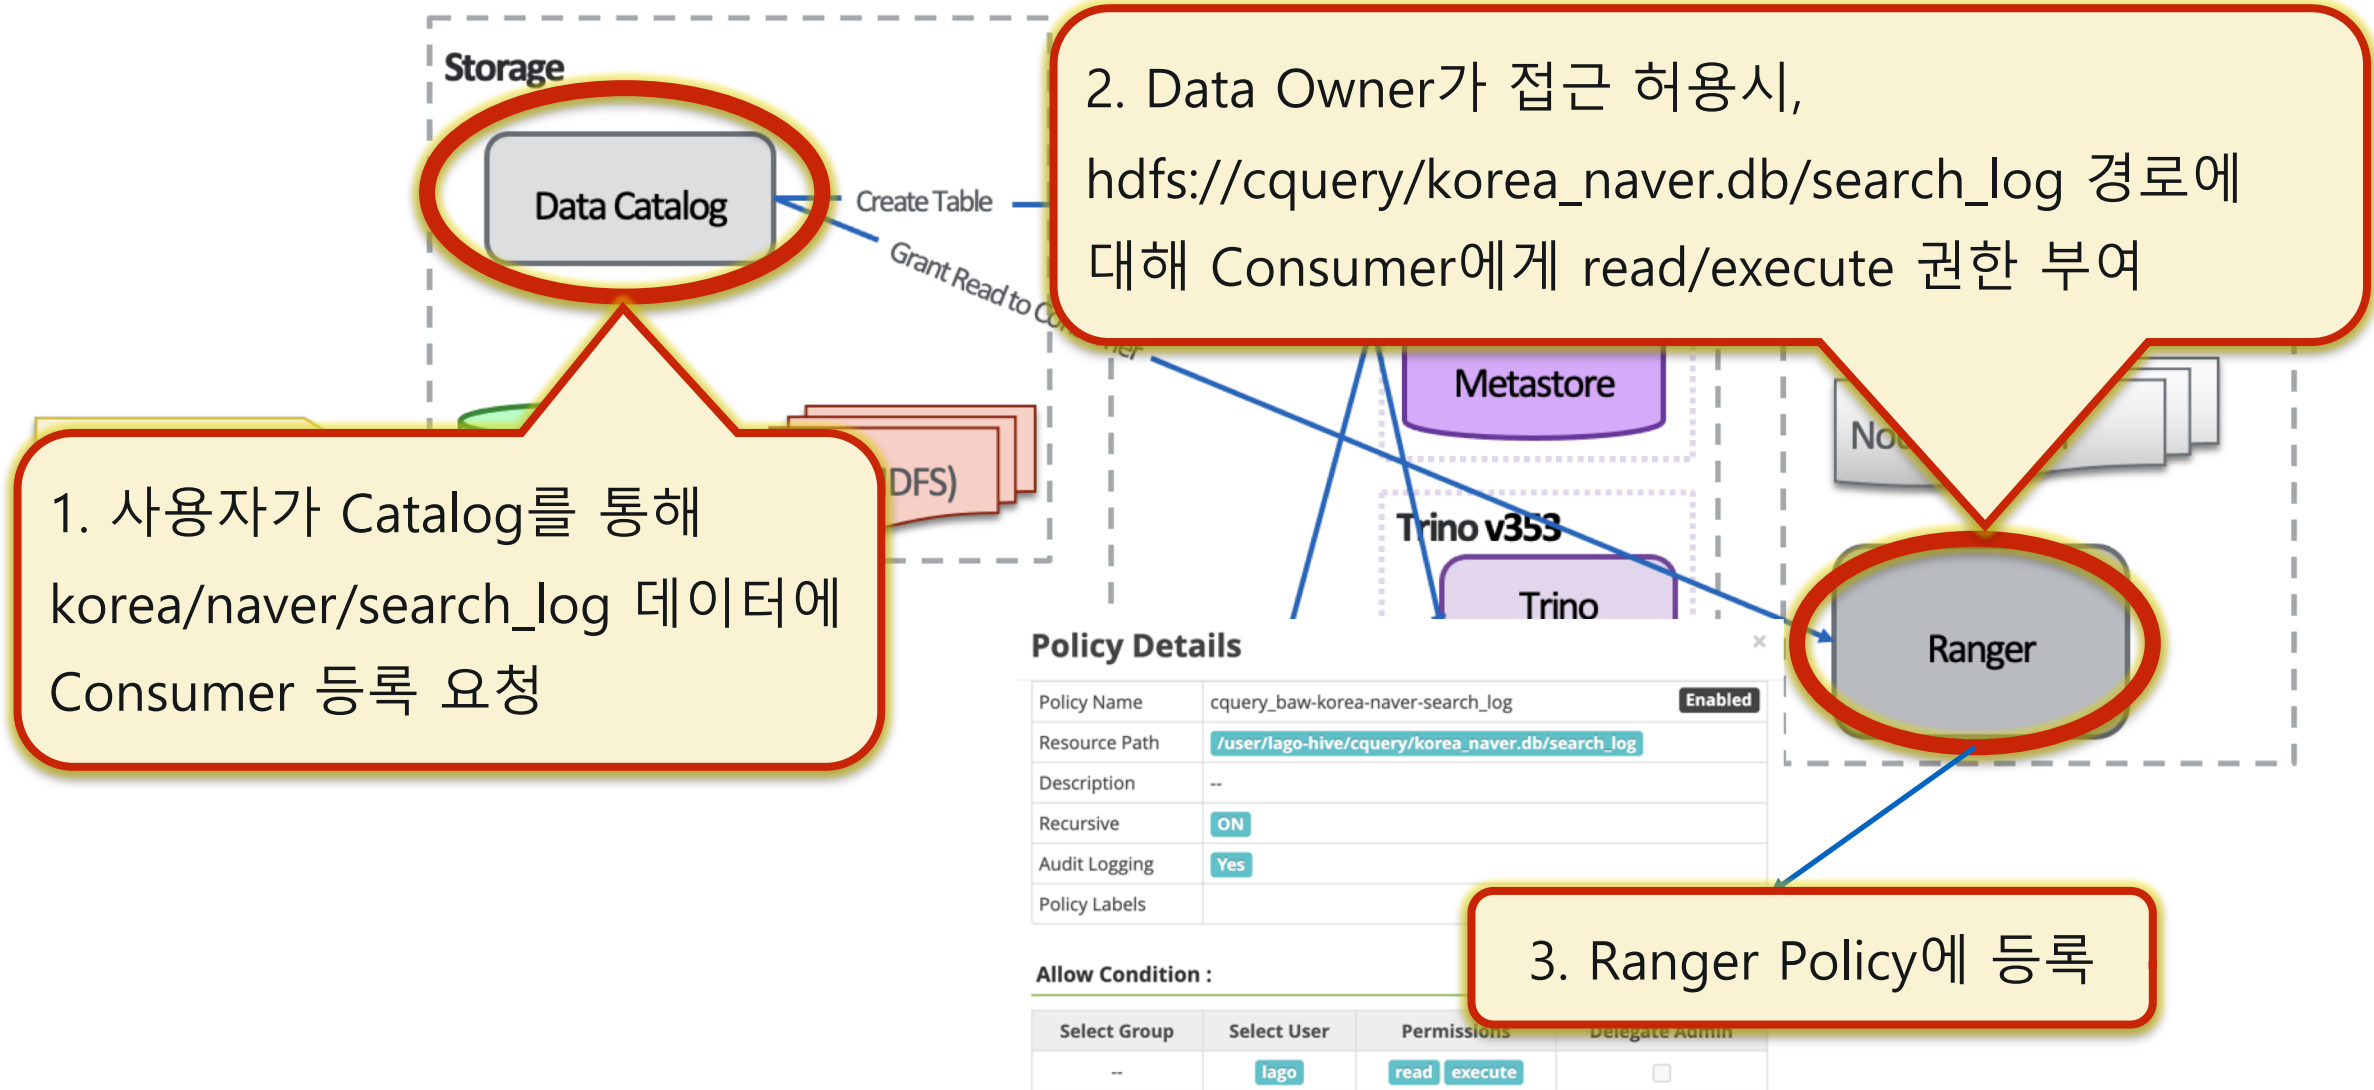 Storage
Data Catalog
Create Table
Grant Read to
2. Data Owner가 접근 허용시,
hdfs://cquery/korea_naver.db/search_log 경로에
대해 Consumer에게 read/execute 권한 부여
Metastore
1. 사용자가 Catalog를 통해
korea/naver/search_log 데이터에
Consumer 등록 요청
DFS)
Trino v353
Trino
Ranger
Policy Details
×
Policy Name cquery_baw-korea-naver-search_log Enabled
Resource Path /user/lago-hive/cquery/korea_naver.db/search_log
Description --
Recursive ON
Audit Logging Yes
Policy Labels
3. Ranger Policy에 등록
Allow Condition :
Select Group Select User Permissions Delegate Admin
-- lago read execute